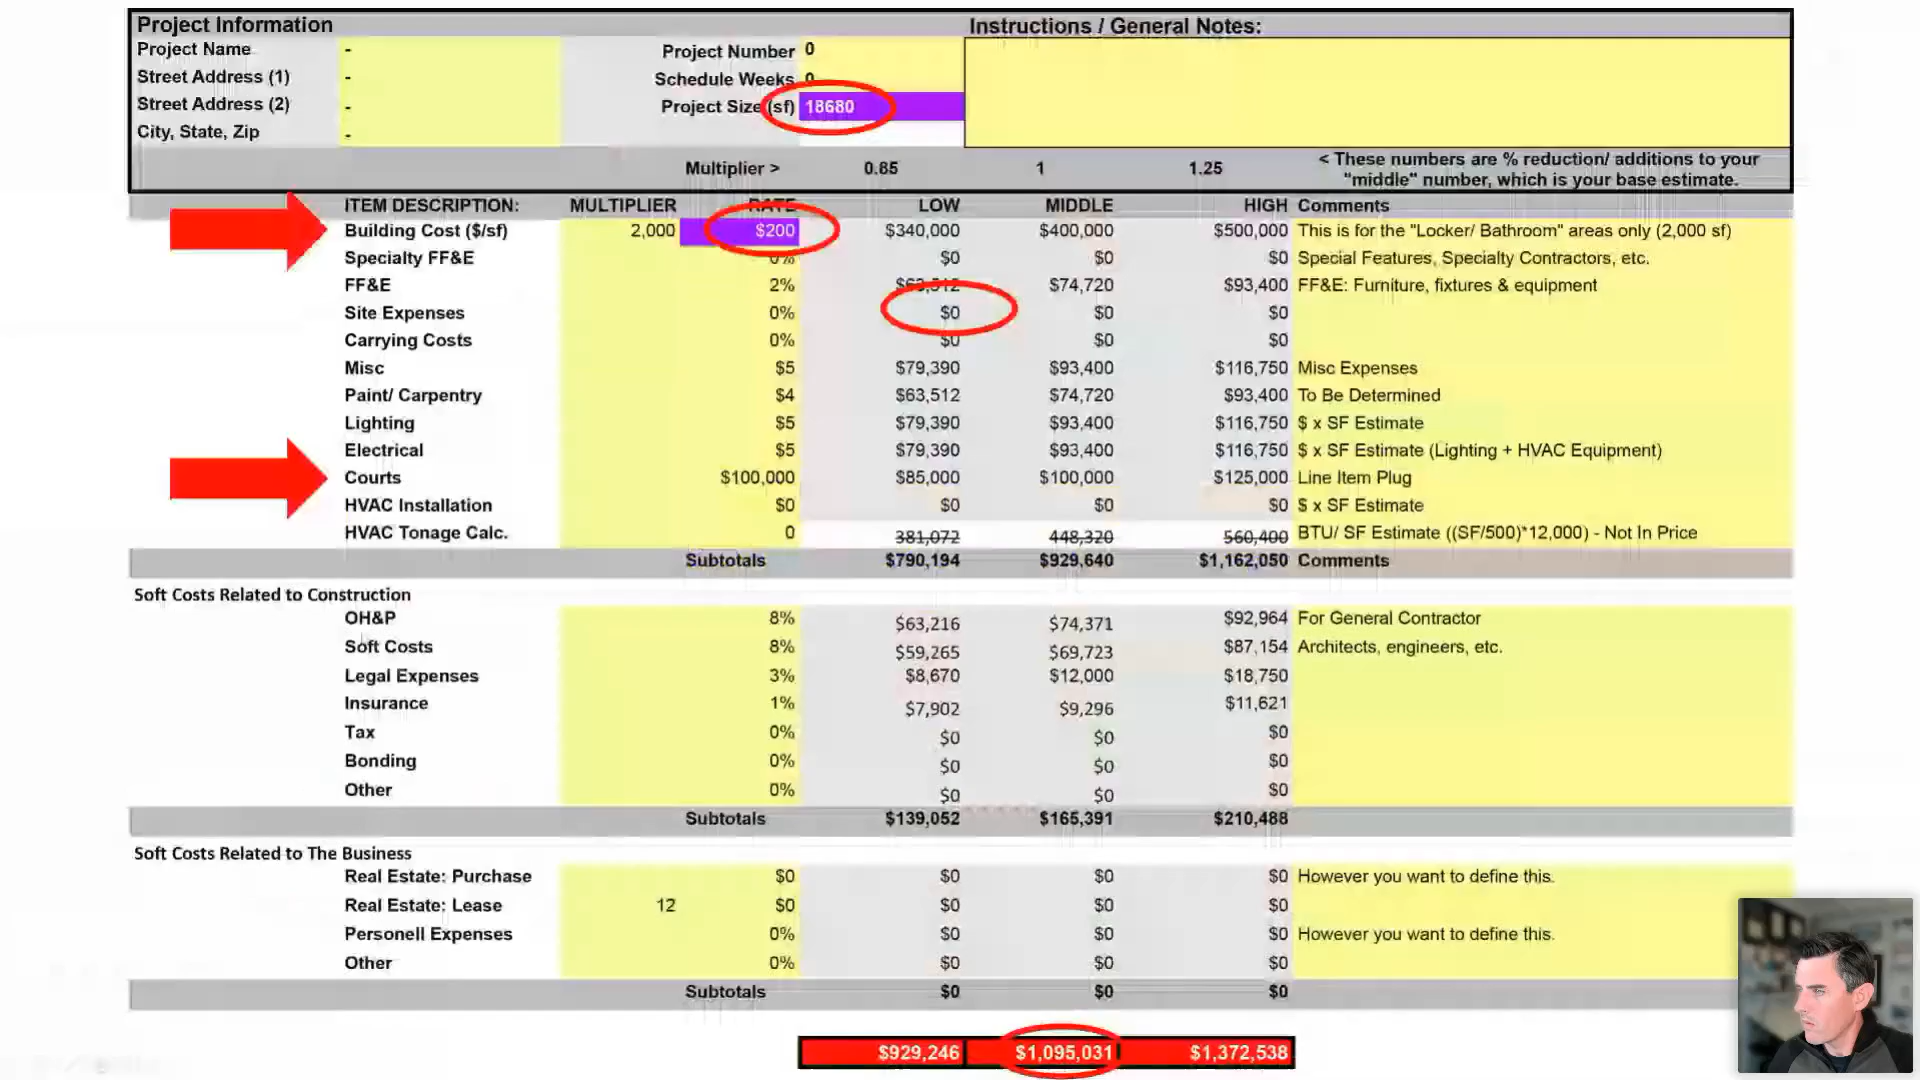 Project Information Instructions / General Notes:
Project Name - Project Number 0
Street Address (1) - Schedule Weeks 0
Street Address (2) - Project Size (sf) 18680
City, State, Zip -
Multiplier > 0.85 1 1.25 < These numbers are % reduction/ additions to your
"middle" number, which is your base estimate.
ITEM DESCRIPTION: MULTIPLIER RATE LOW MIDDLE HIGH Comments
Building Cost ($/sf) 2,000 $200 $340,000 $400,000 $500,000 This is for the "Locker/ Bathroom" areas only (2,000 sf)
Specialty FF&E 0% $0 $0 $0 Special Features, Specialty Contractors, etc.
FF&E 2% $63,512 $74,720 $93,400 FF&E: Furniture, fixtures & equipment
Site Expenses 0% $0 $0 $0
Carrying Costs 0% $0 $0 $0
Misc $5 $79,390 $93,400 $116,750 Misc Expenses
Paint/ Carpentry $4 $63,512 $74,720 $93,400 To Be Determined
Lighting $5 $79,390 $93,400 $116,750 $ x SF Estimate
Electrical $5 $79,390 $93,400 $116,750 $ x SF Estimate (Lighting + HVAC Equipment)
Courts $100,000 $85,000 $100,000 $125,000 Line Item Plug
HVAC Installation $0 $0 $0 $0 $ x SF Estimate
HVAC Tonage Calc. 0 381,072 448,320 560,400 BTU/ SF Estimate ((SF/500)*12,000) - Not In Price
Subtotals $790,194 $929,640 $1,162,050 Comments
Soft Costs Related to Construction
OH&P 8% $63,216 $74,371 $92,964 For General Contractor
Soft Costs 8% $59,265 $69,723 $87,154 Architects, engineers, etc.
Legal Expenses 3% $8,670 $12,000 $18,750
Insurance 1% $7,902 $9,296 $11,621
Tax 0% $0 $0 $0
Bonding 0% $0 $0 $0
Other 0% $0 $0 $0
Subtotals $139,052 $165,391 $210,488
Soft Costs Related to The Business
Real Estate: Purchase $0 $0 $0 $0 However you want to define this.
Real Estate: Lease 12 $0 $0 $0 $0
Personell Expenses 0% $0 $0 $0 However you want to define this.
Other 0% $0 $0 $0
Subtotals $0 $0 $0
$929,246 $1,095,031 $1,372,538